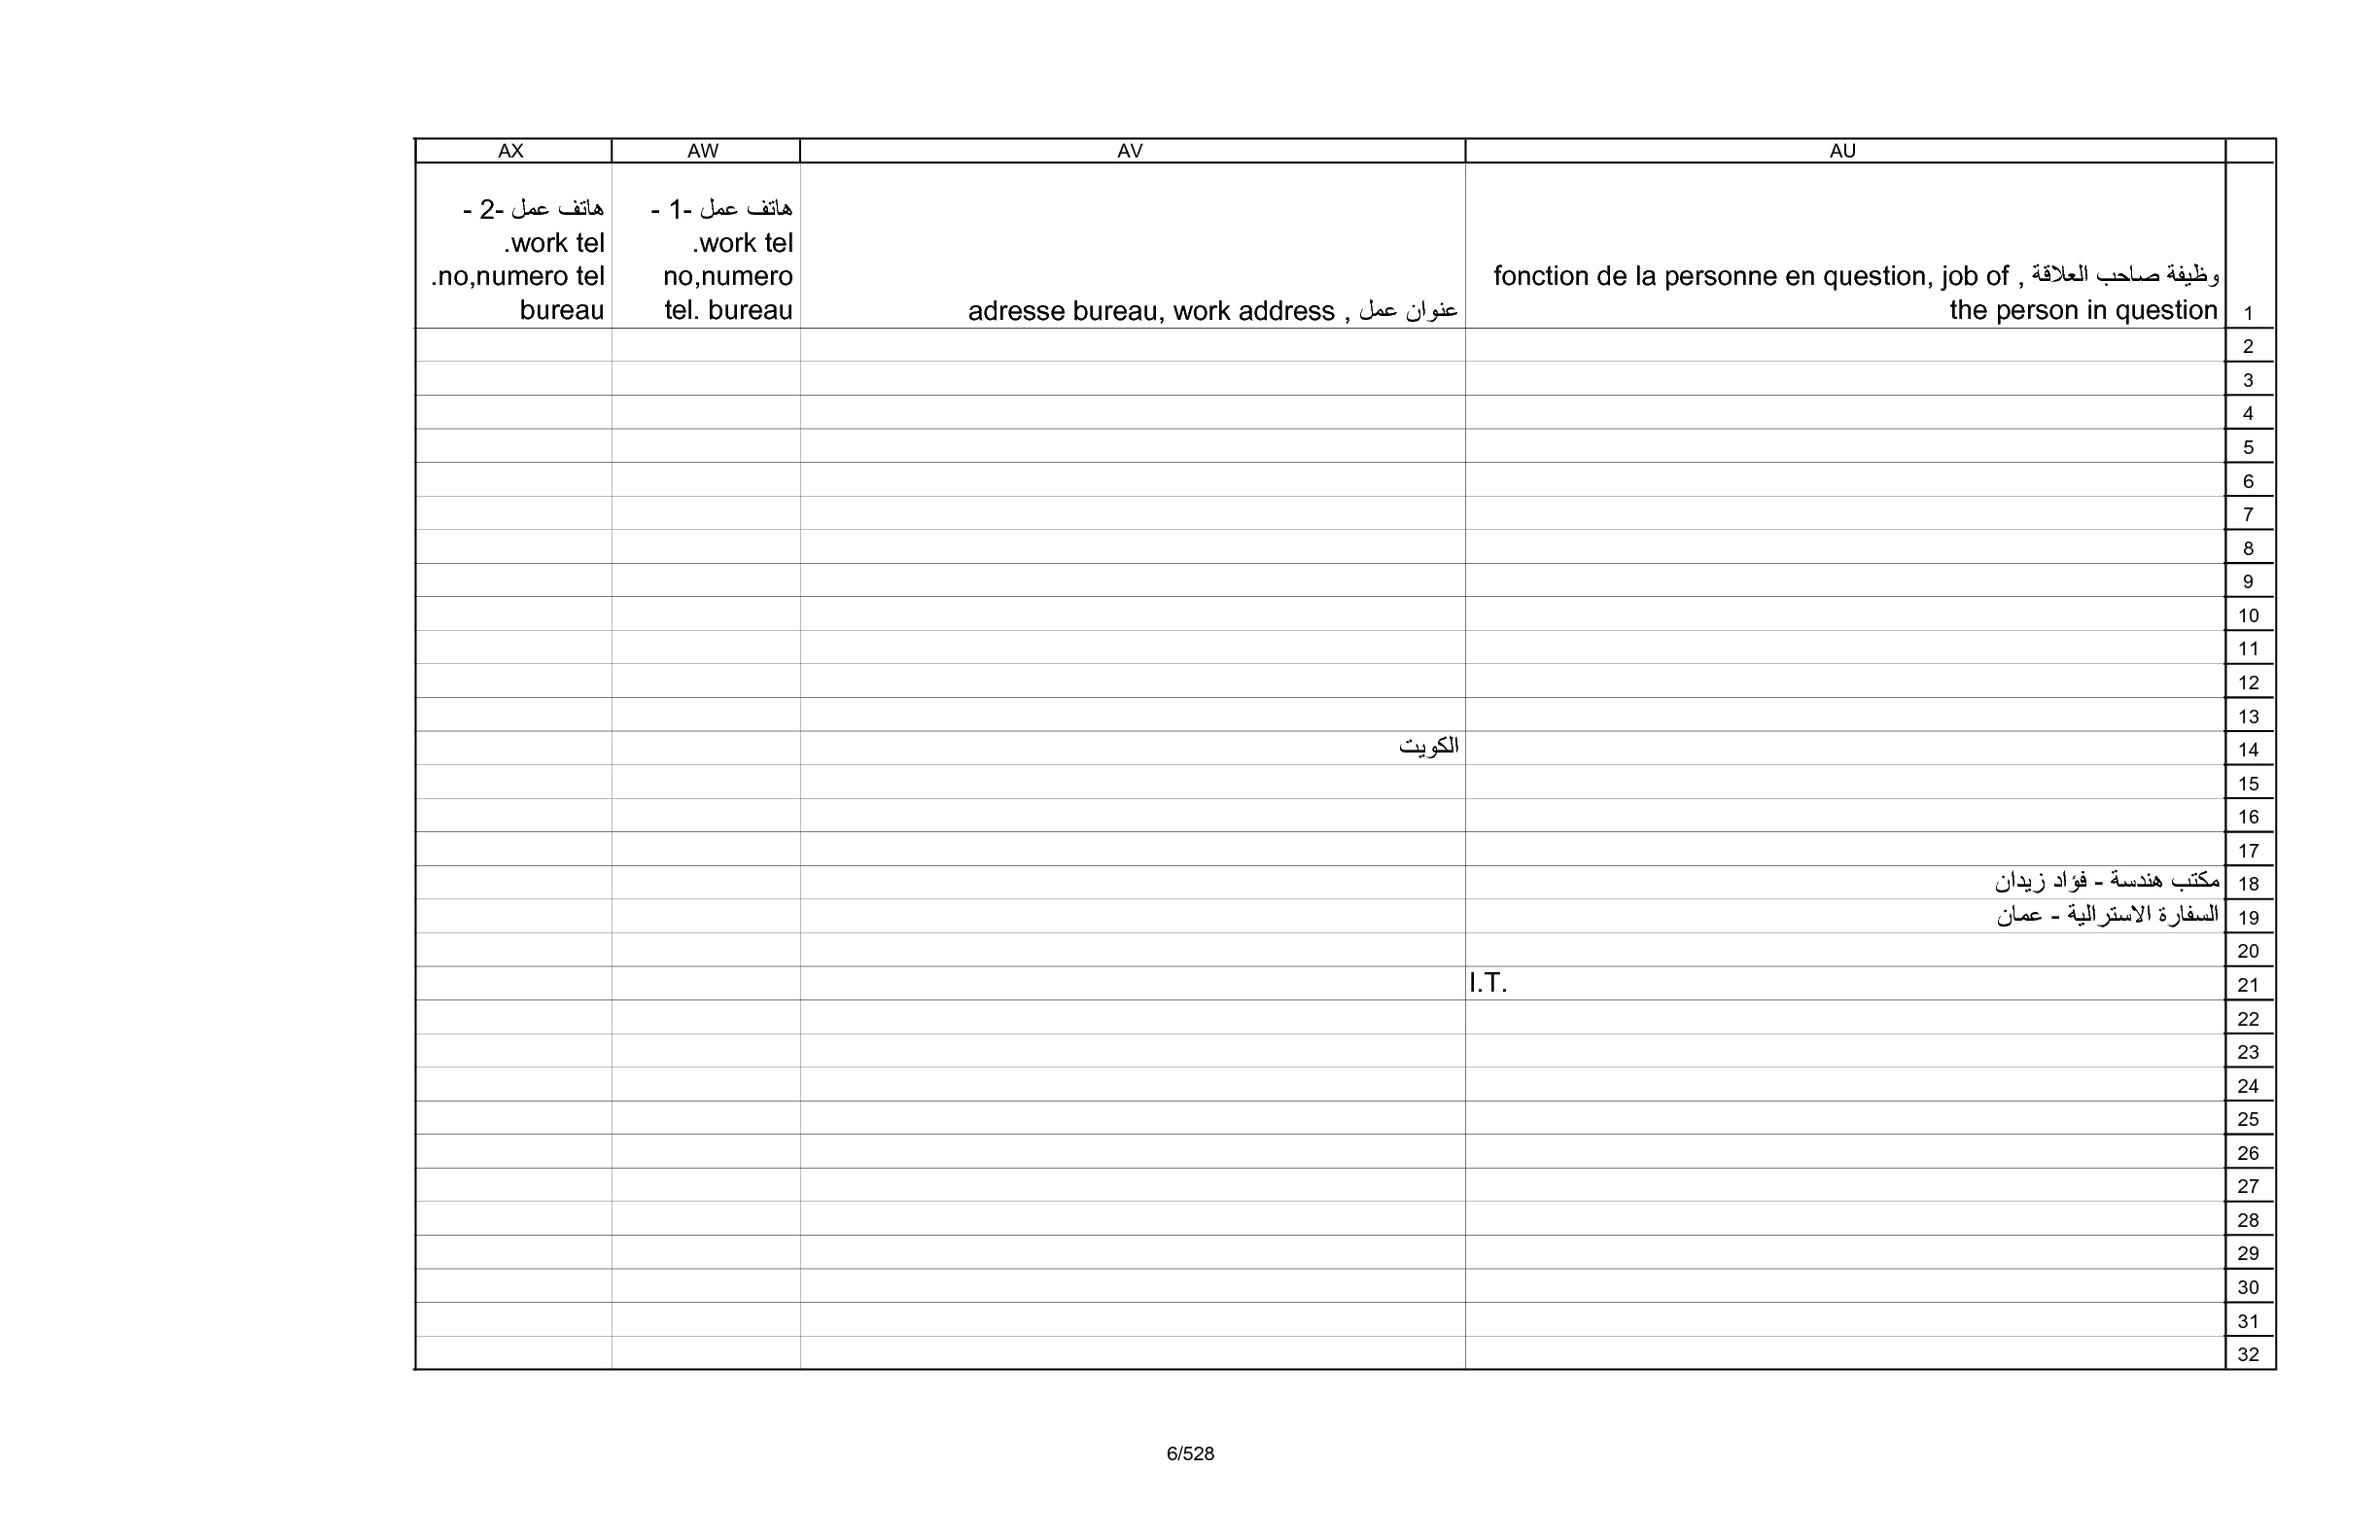 AU AV AW AX
وظيفة صاحب العلاقة , fonction de la personne en question, job of
the person in question
عنوان عمل , adresse bureau, work address
هاتف عمل -1 -
work tel.
no,numero
tel. bureau
هاتف عمل -2 -
work tel.
no,numero tel.
bureau
1
2
3
4
5
6
7
8
9
10
11
12
13
14 الكويت
15
16
17
18 مكتب هندسة - فؤاد زيدان
19 السفارة الاسترالية - عمان
20
21 I.T.
22
23
24
25
26
27
28
29
30
31
32
6/528